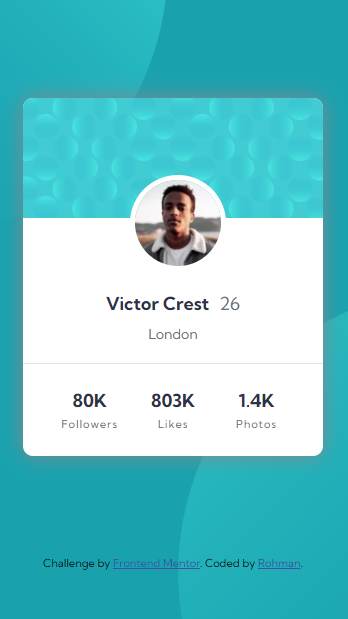 Victor Crest 26
London
80K 803K 1.4K
Followers Likes Photos
Challenge by Frontend Mentor. Coded by Rohman.